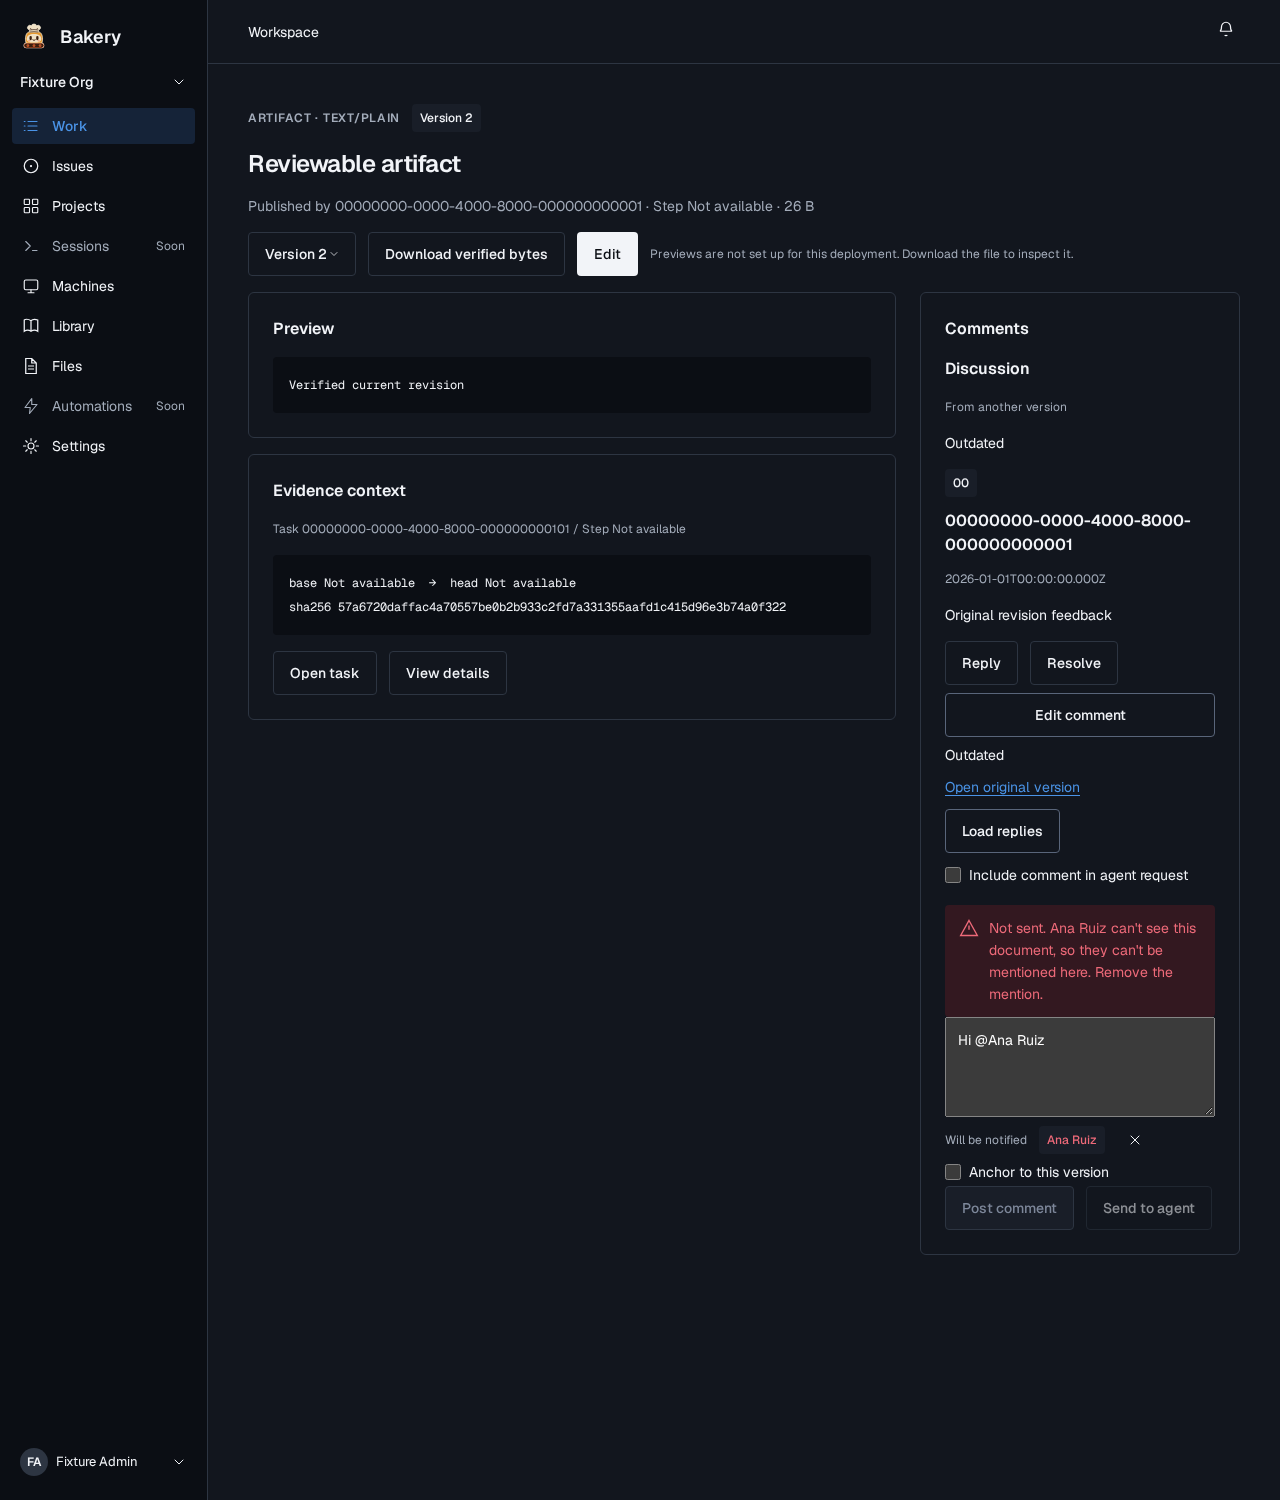 Bakery
Fixture Org
Work
Issues
Projects
Sessions Soon
Machines
Library
Files
Automations Soon
Settings
FA Fixture Admin
Workspace
ARTIFACT · TEXT/PLAIN Version 2
Reviewable artifact
Published by 00000000-0000-4000-8000-000000000001 · Step Not available · 26 B
Version 2 Download verified bytes Edit Previews are not set up for this deployment. Download the file to inspect it.
Preview
Verified current revision
Evidence context
Task 00000000-0000-4000-8000-000000000101 / Step Not available
base Not available → head Not available
sha256 57a6720daffac4a70557be0b2b933c2fd7a331355aafd1c415d96e3b74a0f322
Open task View details
Comments
Discussion
From another version
Outdated
00
00000000-0000-4000-8000-
000000000001
2026-01-01T00:00:00.000Z
Original revision feedback
Reply Resolve
Edit comment
Outdated
Open original version
Load replies
Include comment in agent request
Not sent. Ana Ruiz can't see this
document, so they can't be
mentioned here. Remove the
mention.
Hi @Ana Ruiz
Will be notified Ana Ruiz
Anchor to this version
Post comment Send to agent